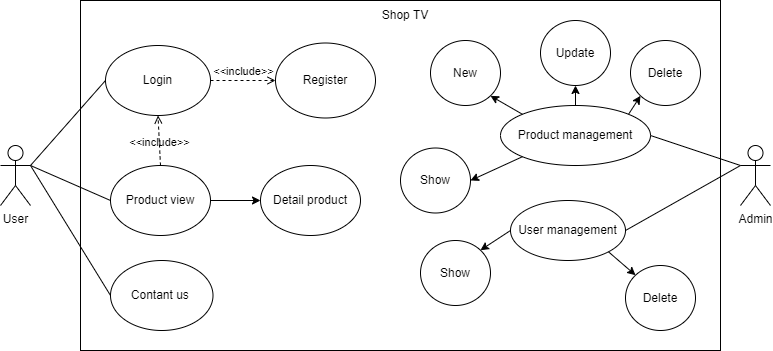 Shop TV
Login
<<include>>
Register
<<include>>
Product view
Detail product
Contant us
User
New
Update
Delete
Product management
Show
User management
Show
Delete
Admin